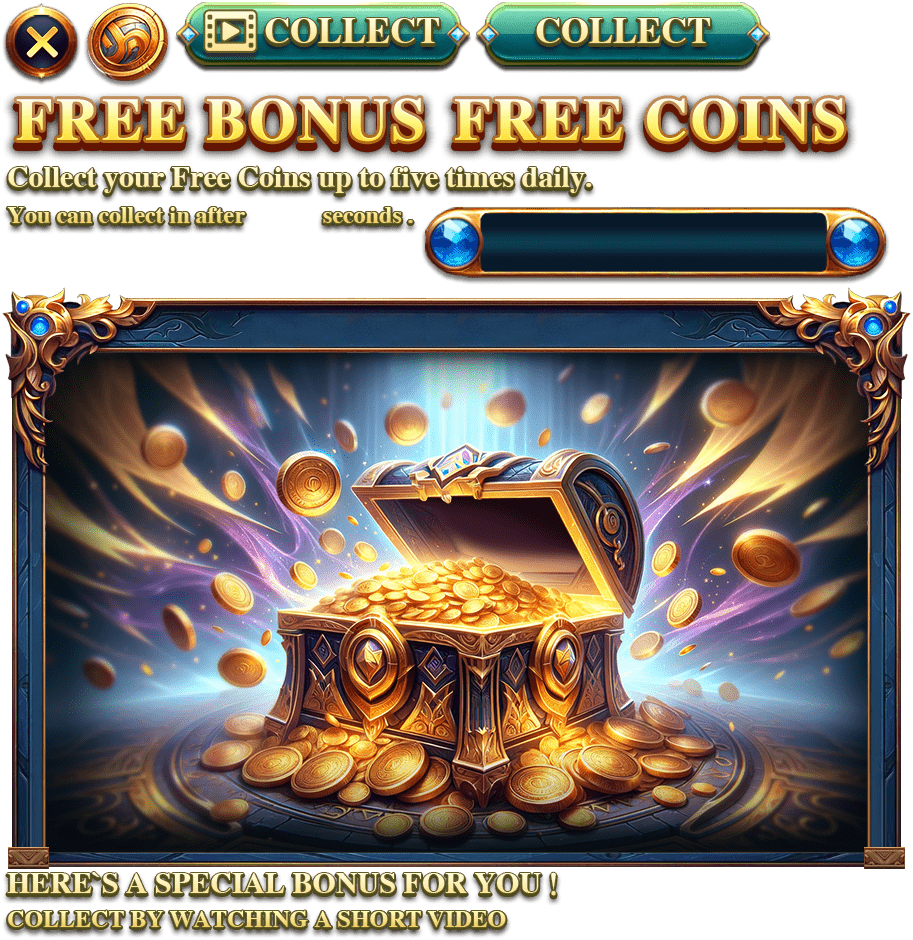 COLLECT
COLLECT
FREE BONUS FREE COINS
Collect your Free Coins up to five times daily.
You can collect in after seconds .
HERE`S A SPECIAL BONUS FOR YOU !
COLLECT BY WATCHING A SHORT VIDEO